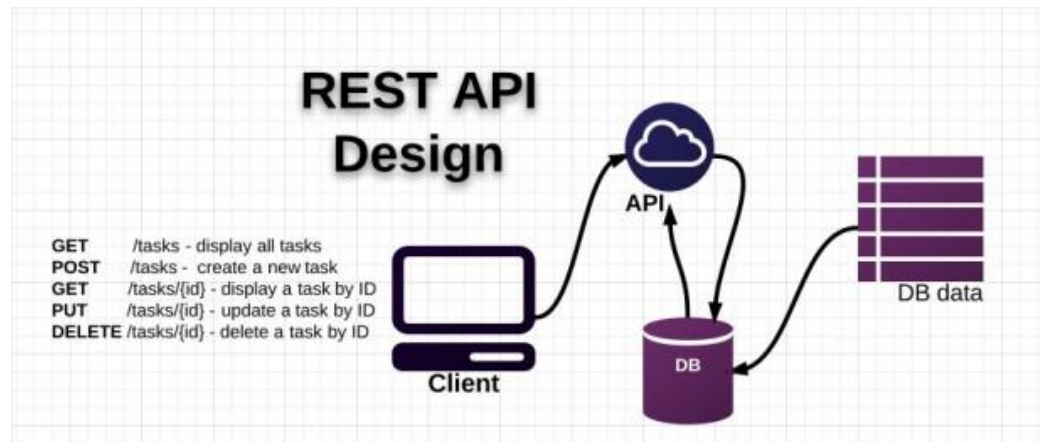 REST API
Design
API
GET /tasks - display all tasks
POST /tasks - create a new task
GET /tasks/{id} - display a task by ID
PUT /tasks/{id} - update a task by ID
DELETE /tasks/{id} - delete a task by ID
Client
DB
DB data